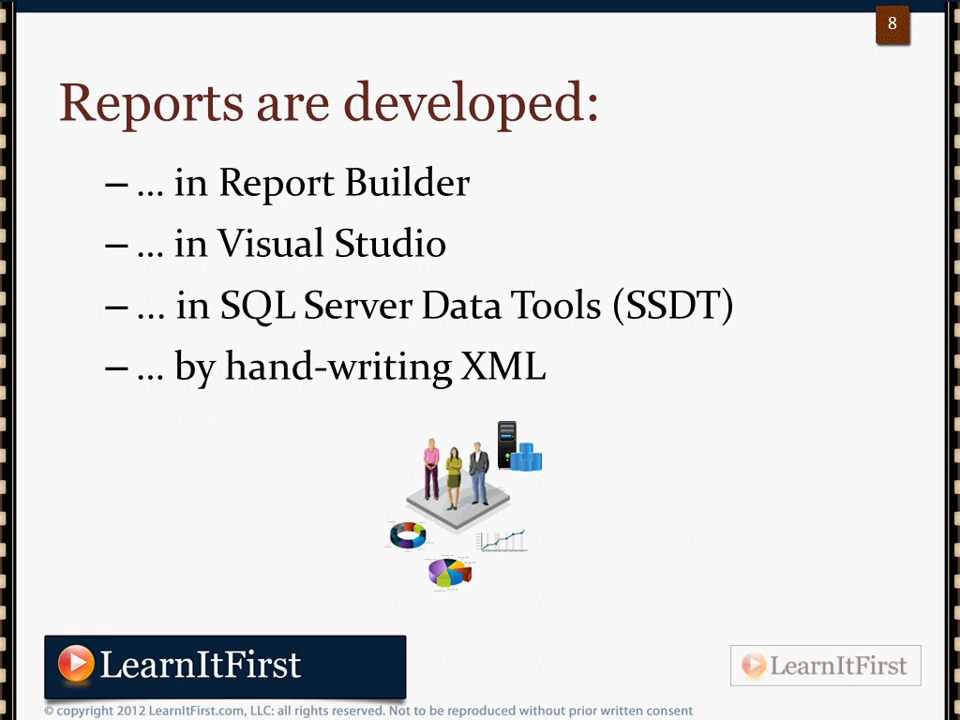 8
Reports are developed:
– ... in Report Builder
– ... in Visual Studio
– ... in SQL Server Data Tools (SSDT)
– ... by hand-writing XML
LearnItFirst
LearnItFirst
© copyright 2012 LearnItFirst.com, LLC: all rights reserved. Not to be reproduced without prior written consent